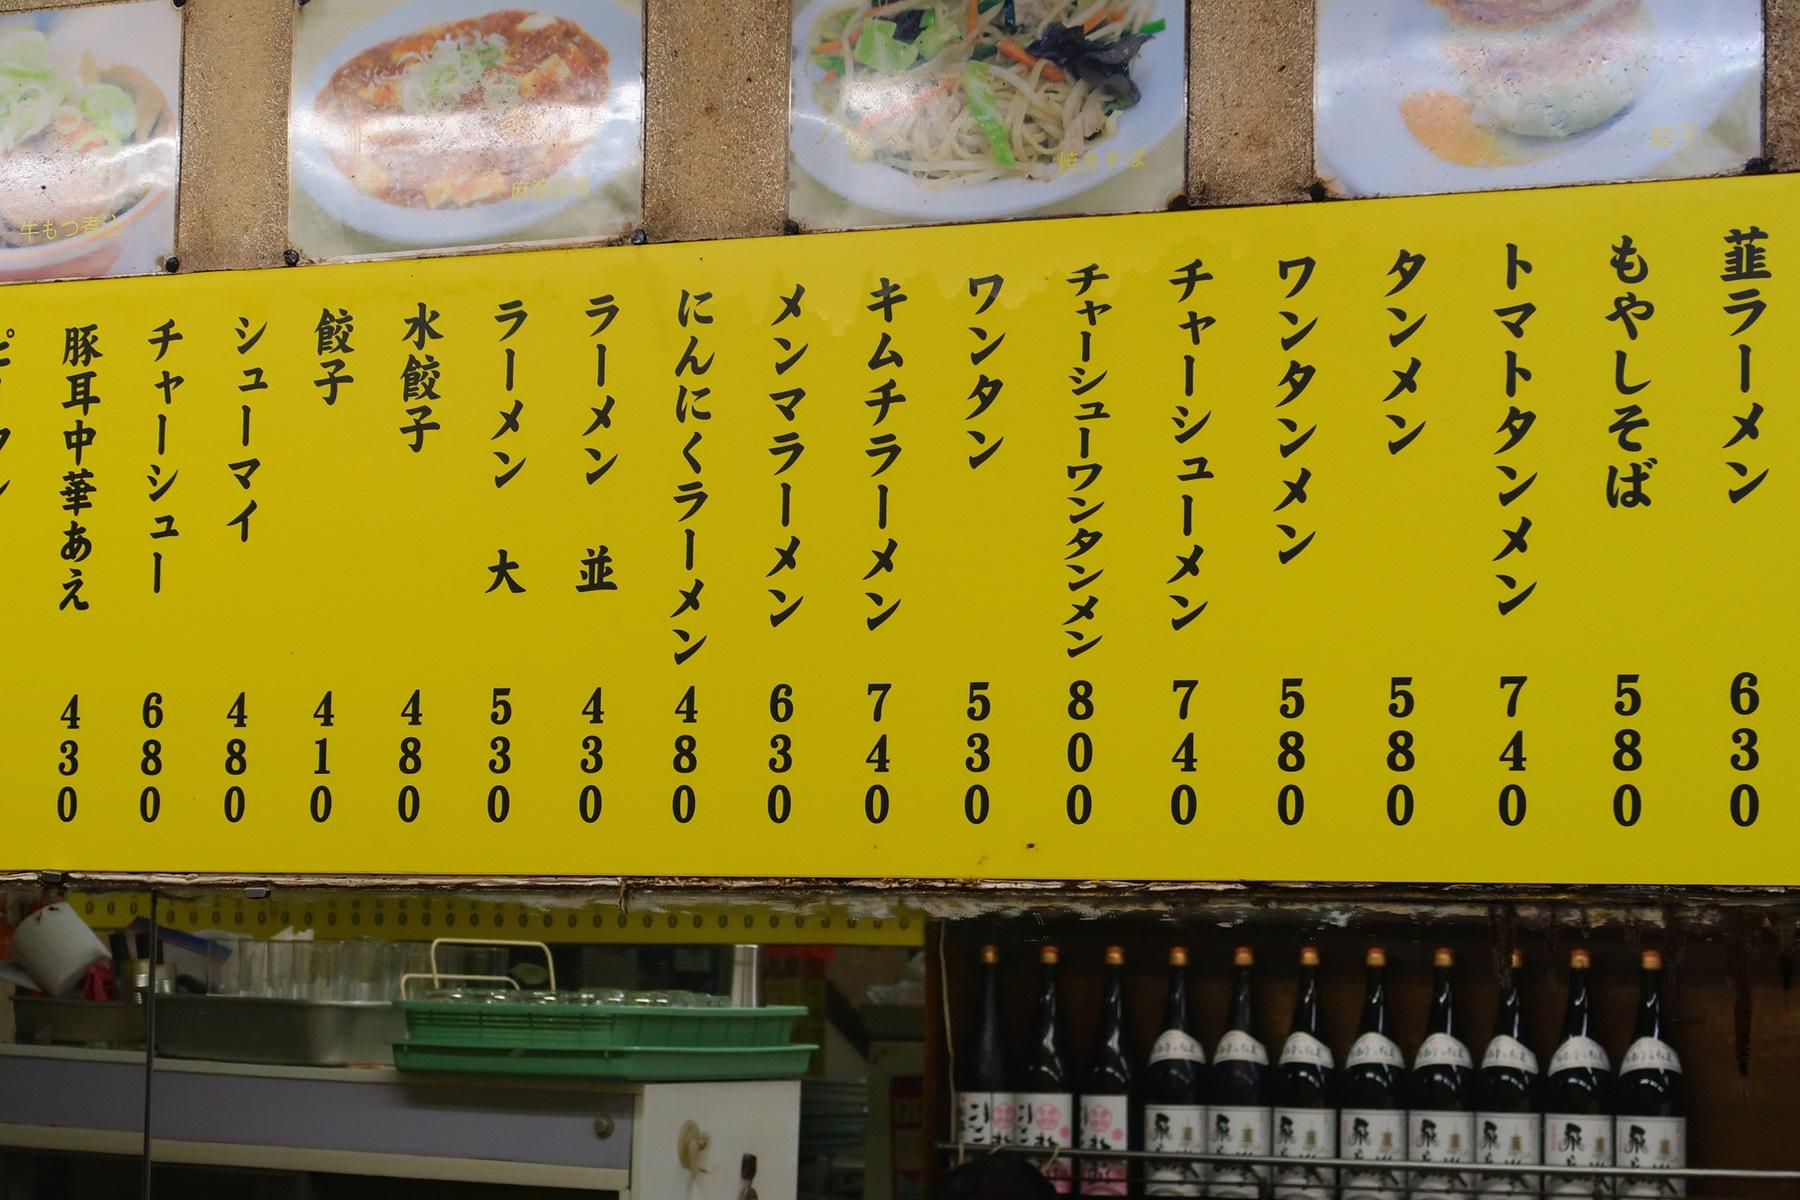 牛もつ煮込
麻婆豆腐
焼きそば
餃子
韮ラーメン 630
もやしそば 580
トマトタンメン 740
タンメン 580
ワンタンメン 580
チャーシューメン 740
チャーシューワンタンメン 800
ワンタン 530
キムチラーメン 740
メンマラーメン 630
にんにくラーメン 480
ラーメン 並 430
ラーメン 大 530
水餃子 480
餃子 410
シューマイ 480
チャーシュー 680
豚耳中華あえ 430